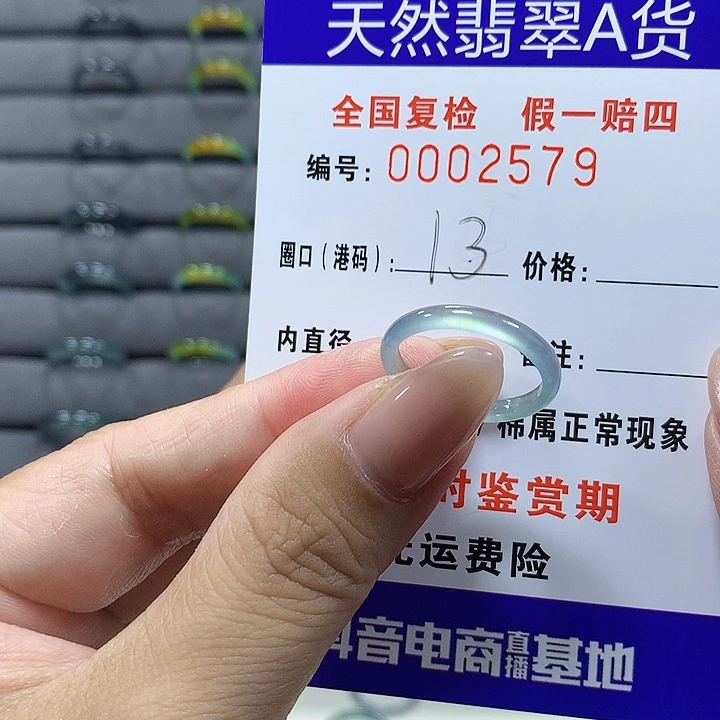 天然翡翠A货
全国复检 假一赔四
编号: 0002579
圈口(港码): 13 价格:
内直径 注:
棉属正常现象
时鉴赏期
运费险
音电商直播基地